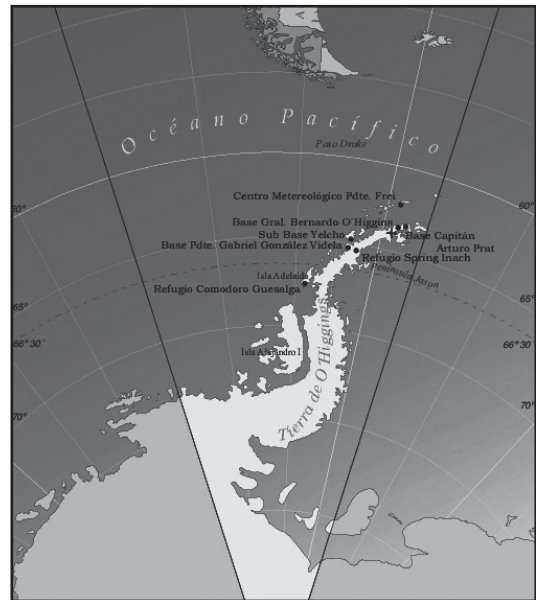 Océano Pacífico
Paso Drake
Centro Metereológico Pdte. Frei
60°
60°
Base Gral. Bernardo O´Higgins
Sub Base Yelcho
Base Capitán
Arturo Prat
Base Pdte. Gabriel González Videla
Refugio Spring Inach
Península Jason
Isla Adelaida
Refugio Comodoro Guesalga
65°
65°
66° 30´
66° 30´
Isla Alejandro I
Tierra de O´Higgings
70°
70°